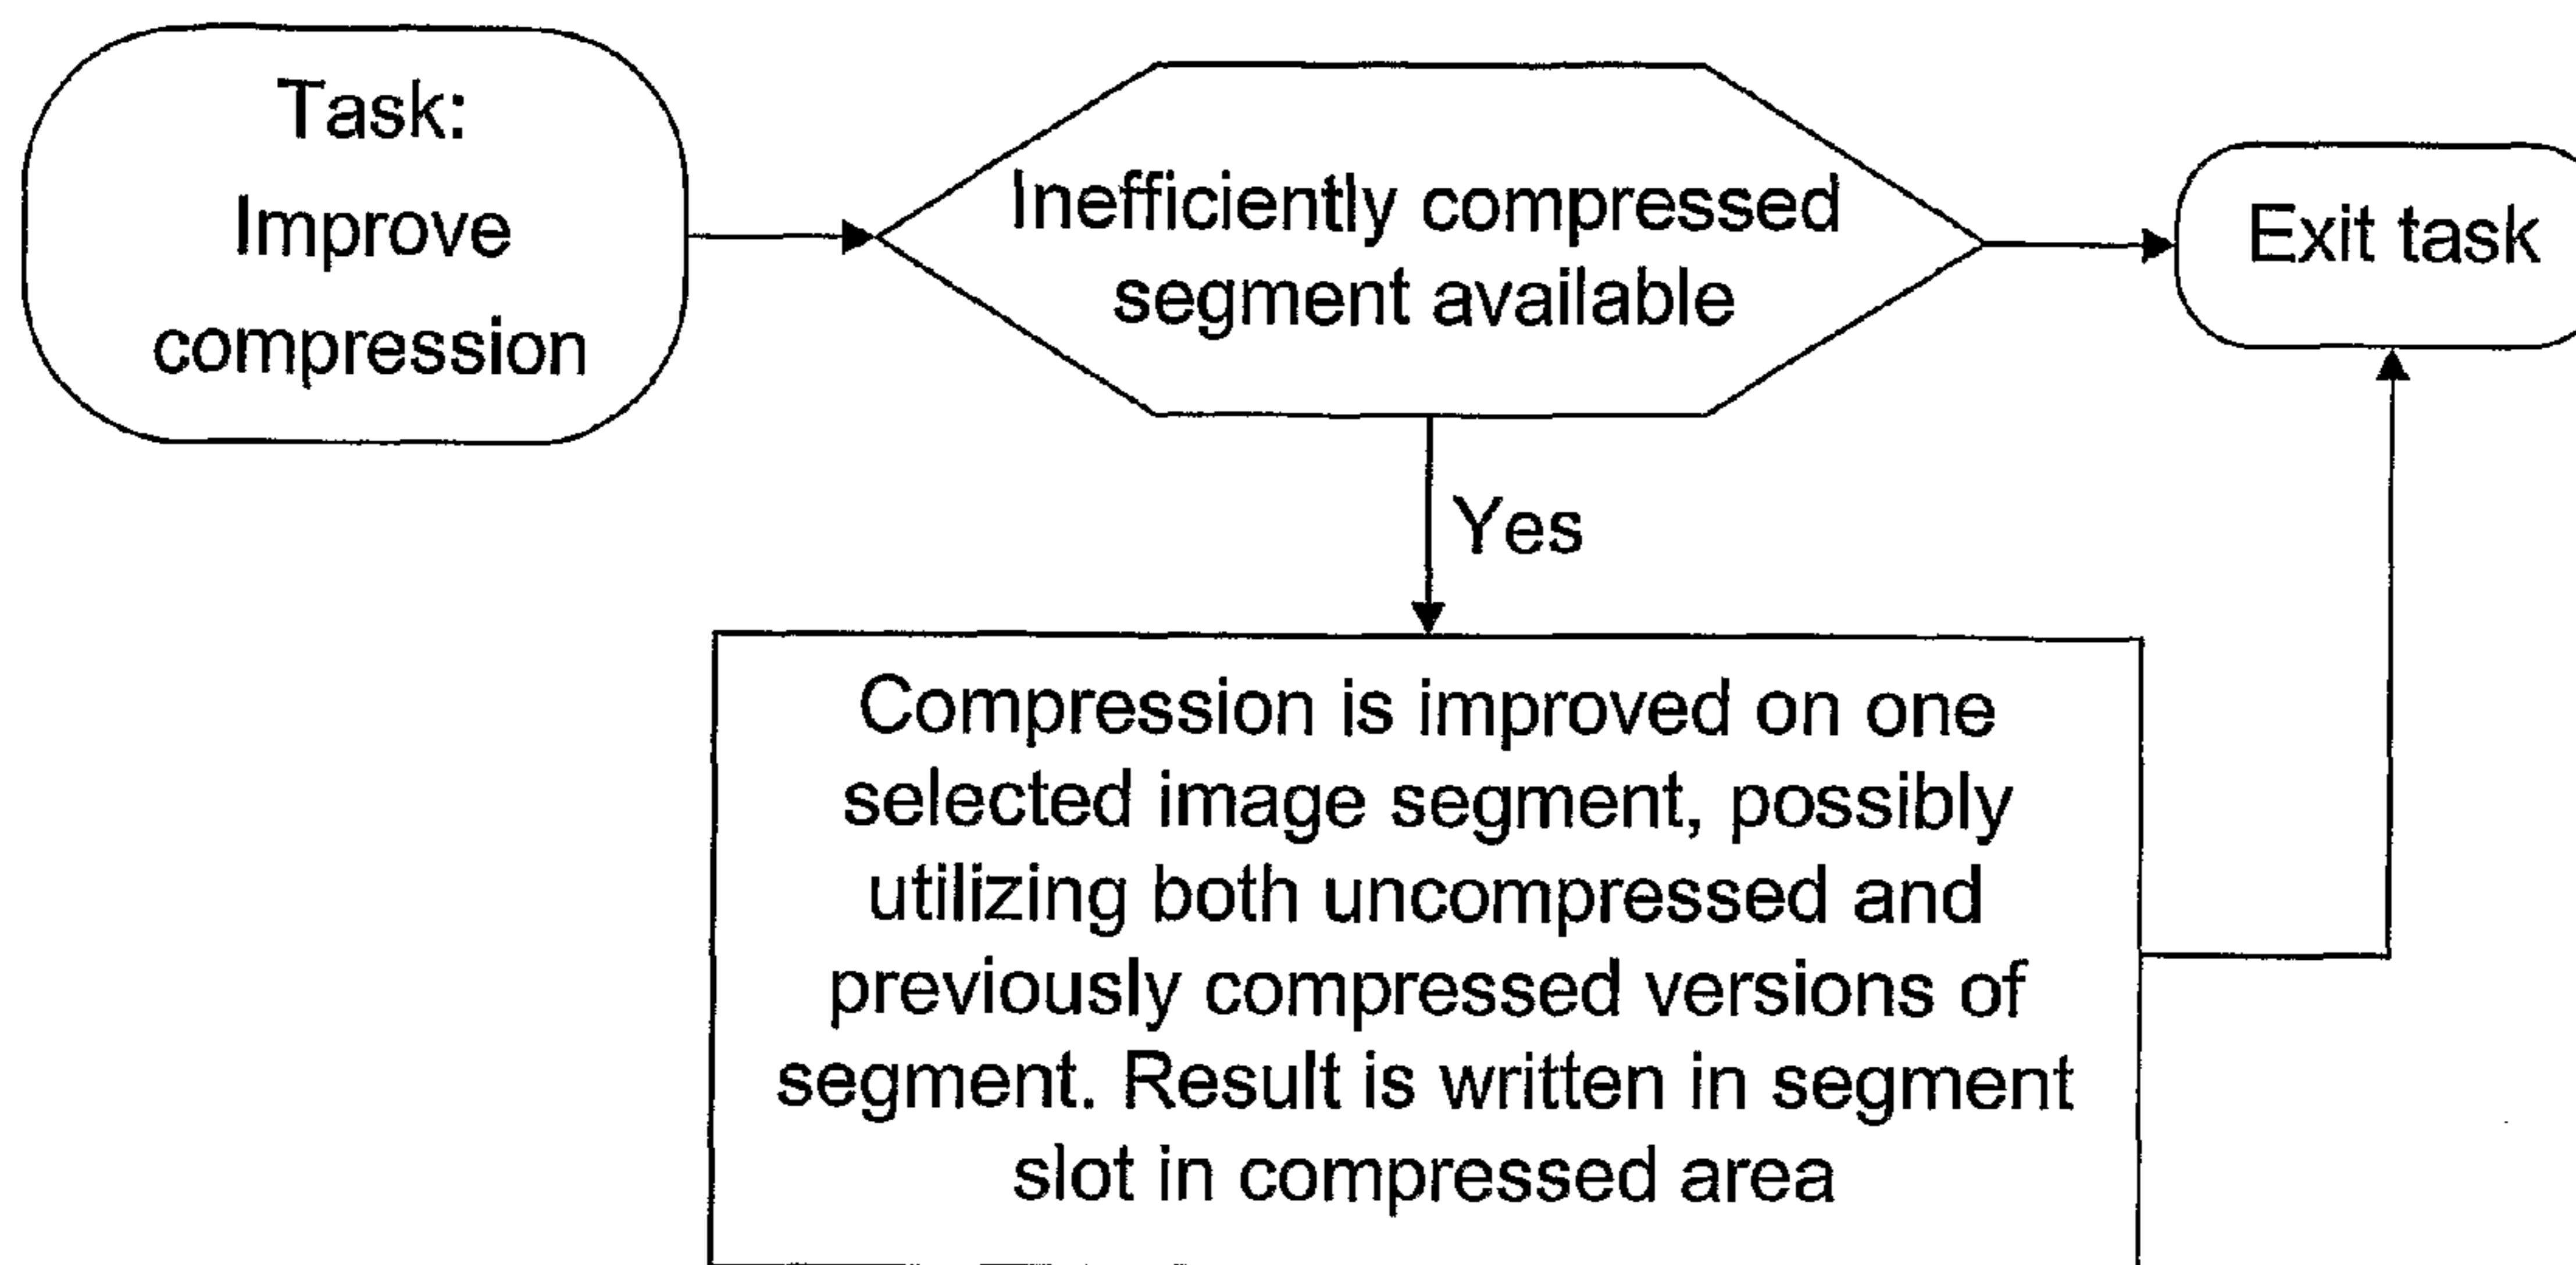 Task:
Improve
compression
Inefficiently compressed
segment available
Exit task
Yes
Compression is improved on one
selected image segment, possibly
utilizing both uncompressed and
previously compressed versions of
segment. Result is written in segment
slot in compressed area